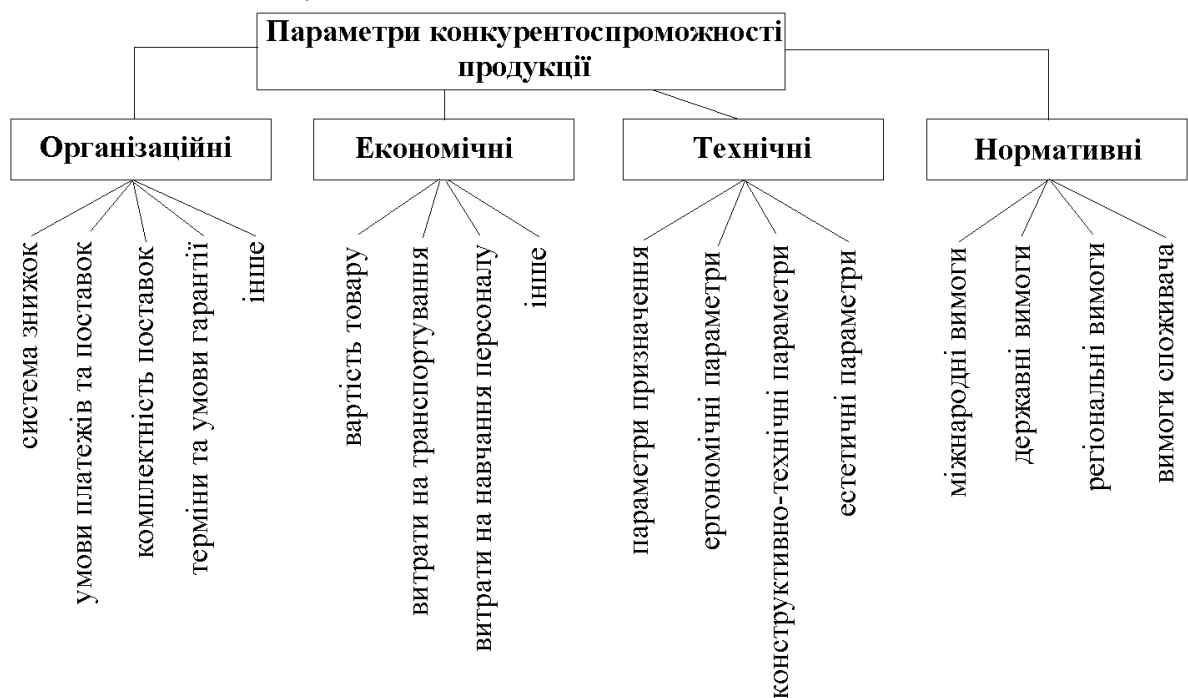 Параметри конкурентоспроможності
продукції
Організаційні
Економічні
Технічні
Нормативні
система знижок
умови платежів та поставок
комплектність поставок
терміни та умови гарантії
інше
вартість товару
витрати на транспортування
витрати на навчання персоналу
інше
параметри призначення
ергономічні параметри
конструктивно-технічні параметри
естетичні параметри
міжнародні вимоги
державні вимоги
регіональні вимоги
вимоги споживача